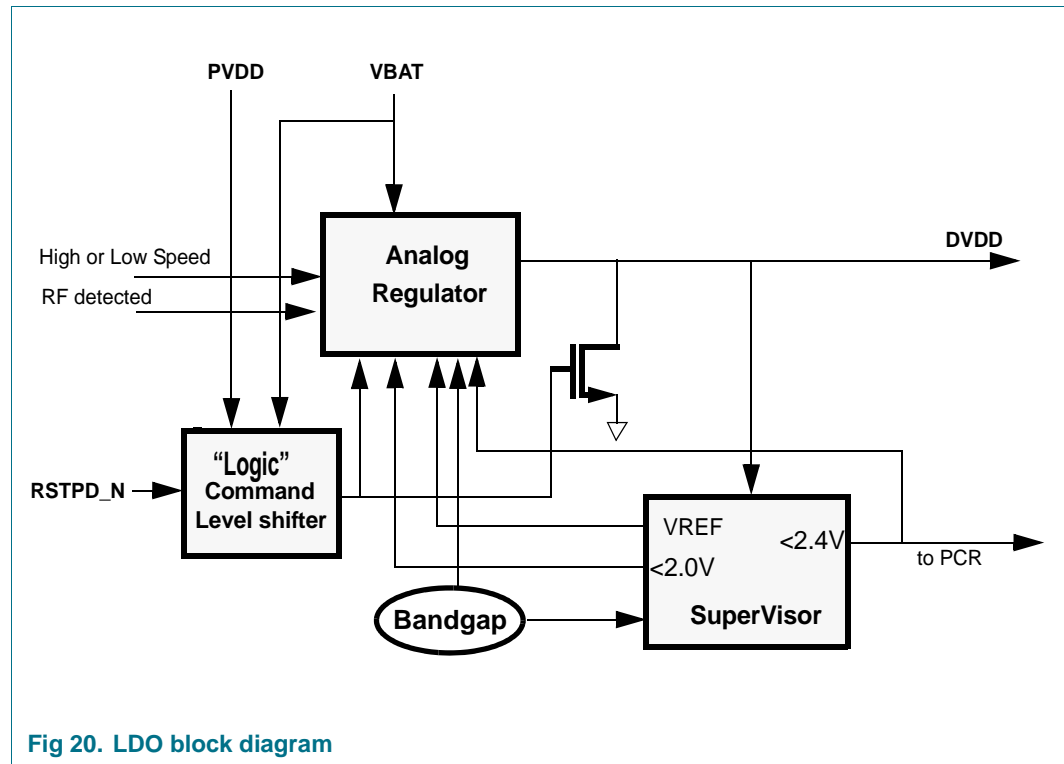 PVDD
VBAT
High or Low Speed
RF detected
Analog
Regulator
DVDD
RSTPD_N
“Logic”
Command
Level shifter
VREF
<2.4V
<2.0V
SuperVisor
to PCR
Bandgap
Fig 20. LDO block diagram